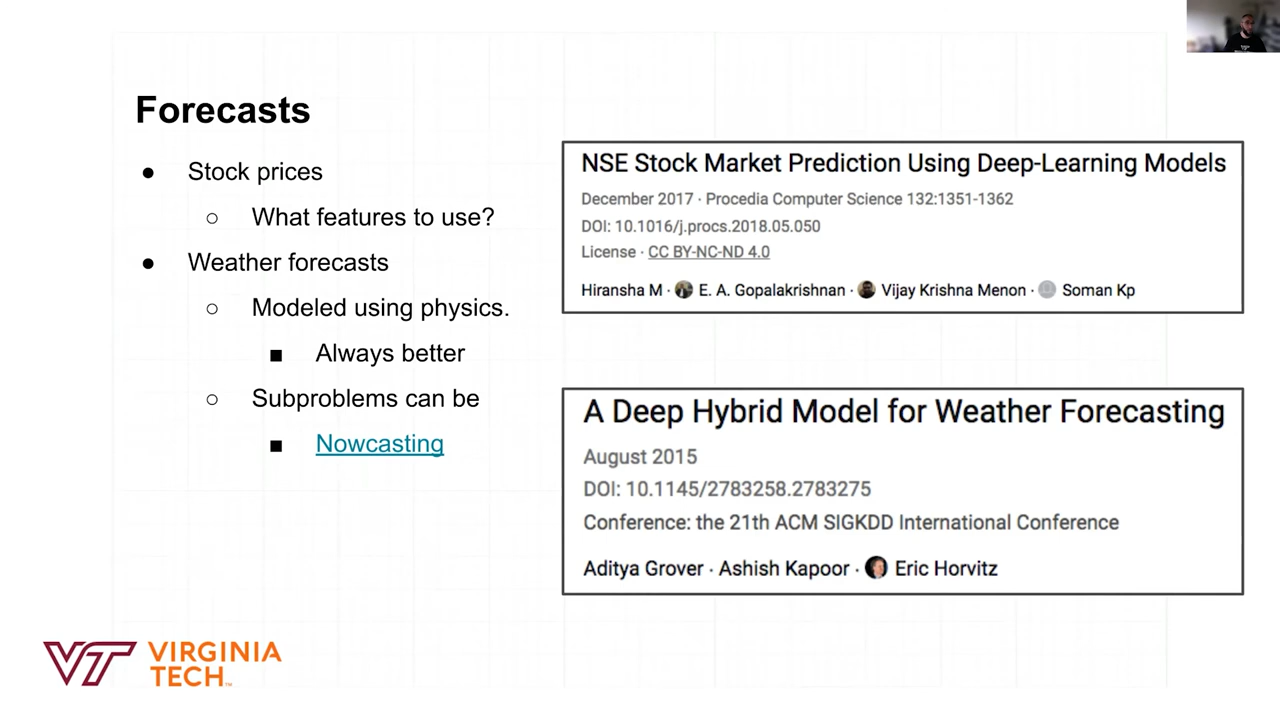 Forecasts
● Stock prices
○ What features to use?
● Weather forecasts
○ Modeled using physics.
■ Always better
○ Subproblems can be
■ Nowcasting
NSE Stock Market Prediction Using Deep-Learning Models
December 2017 · Procedia Computer Science 132:1351-1362
DOI: 10.1016/j.procs.2018.05.050
License · CC BY-NC-ND 4.0
Hiransha M · E. A. Gopalakrishnan · Vijay Krishna Menon · Soman Kp
A Deep Hybrid Model for Weather Forecasting
August 2015
DOI: 10.1145/2783258.2783275
Conference: the 21th ACM SIGKDD International Conference
Aditya Grover · Ashish Kapoor · Eric Horvitz
VT VIRGINIA
TECH™